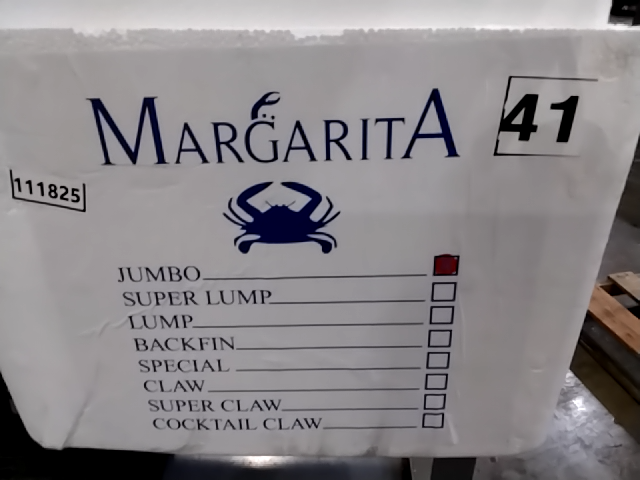 MARGARITA
41
111825
JUMBO
SUPER LUMP
LUMP
BACKFIN
SPECIAL
CLAW
SUPER CLAW
COCKTAIL CLAW